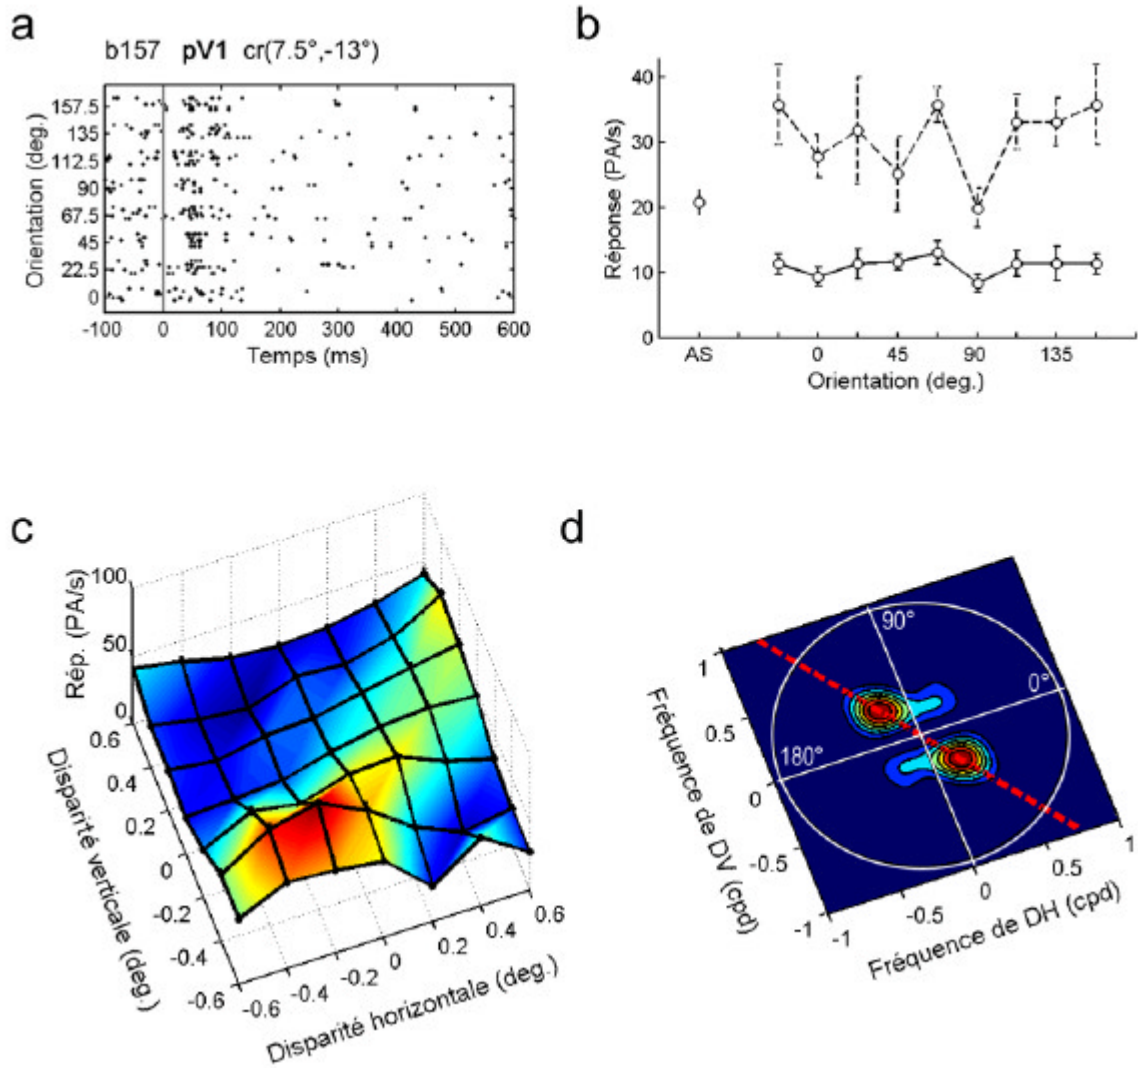 a
b157 pV1 cr(7.5°,-13°)
Orientation (deg.)
157.5
135
112.5
90
67.5
45
22.5
0
-100 0 100 200 300 400 500 600
Temps (ms)
b
Réponse (PA/s)
40
30
20
10
0
AS 0 45 90 135
Orientation (deg.)
c
Rép. (PA/s)
100
50
0
0.6
0.4
0.2
0
-0.2
-0.4
-0.6
Disparité verticale (deg.)
-0.6
-0.4
-0.2
0
0.2
0.4
0.6
Disparité horizontale (deg.)
d
90°
0°
180°
1
0.5
0
-0.5
-1
Fréquence de DV (cpd)
-1
-0.5
0
0.5
1
Fréquence de DH (cpd)